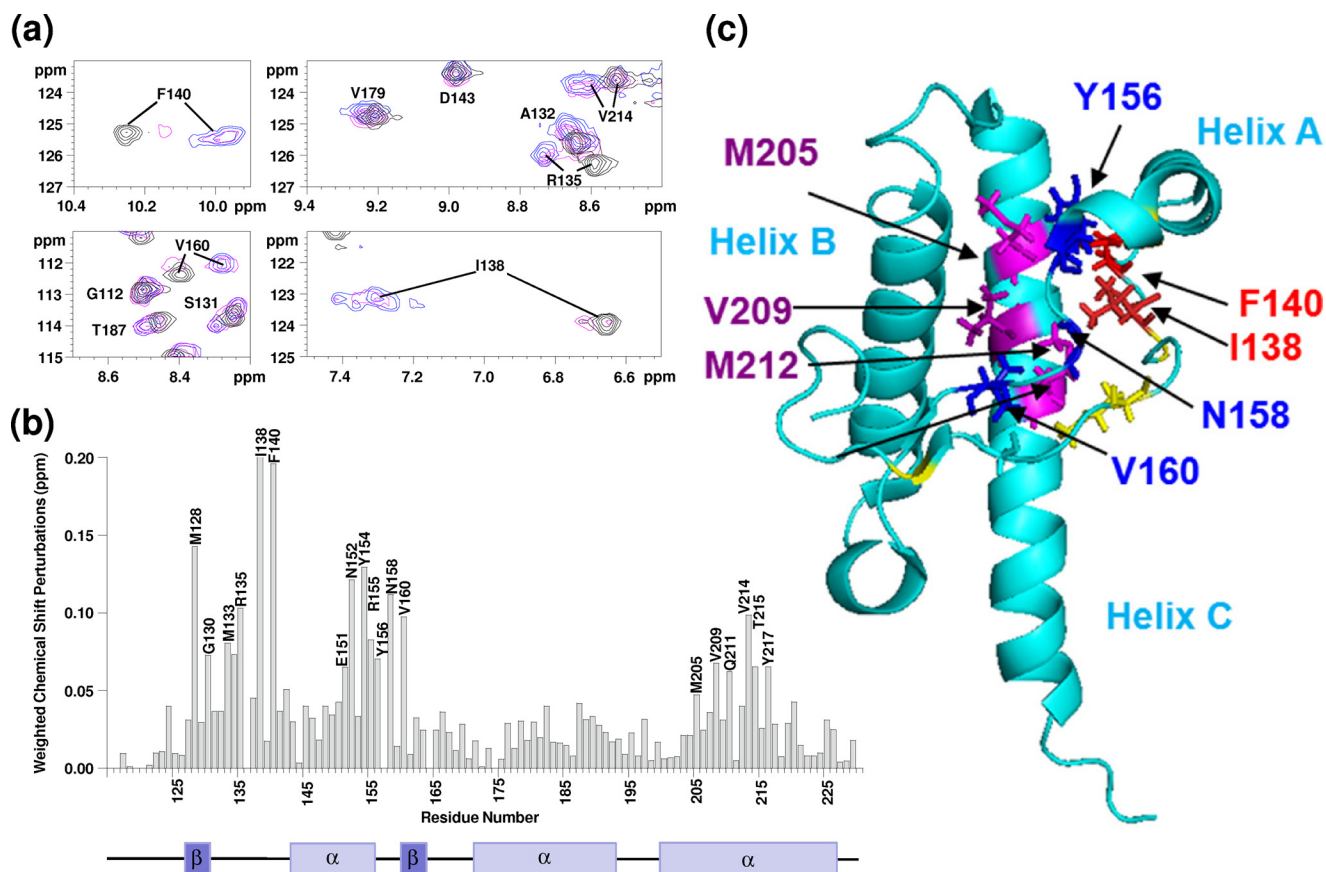 (a)
ppm
124
125
126
127
F140
10.4 10.2 10.0 ppm
ppm
124
125
126
127
V179
D143
A132
V214
R135
9.2 9.0 8.8 8.6 ppm
ppm
112
113
114
115
V160
G112
S131
T187
8.6 8.4 ppm
ppm
122
123
124
125
I138
7.4 7.2 7.0 6.6 ppm
(b)
Weighted Chemical Shift Perturbations (ppm)
0.20
0.15
0.10
0.05
0.00
M128
G130
M133
R135
I138
F140
E151
N152
Y154
R155
Y156
N158
V160
M205
V209
Q211
V214
T215
Y217
125 135 145 155 165 175 185 195 205 215 225
Residue Number
β α β α α
(c)
Y156
Helix A
M205
Helix B
V209
F140
I138
M212
N158
V160
Helix C